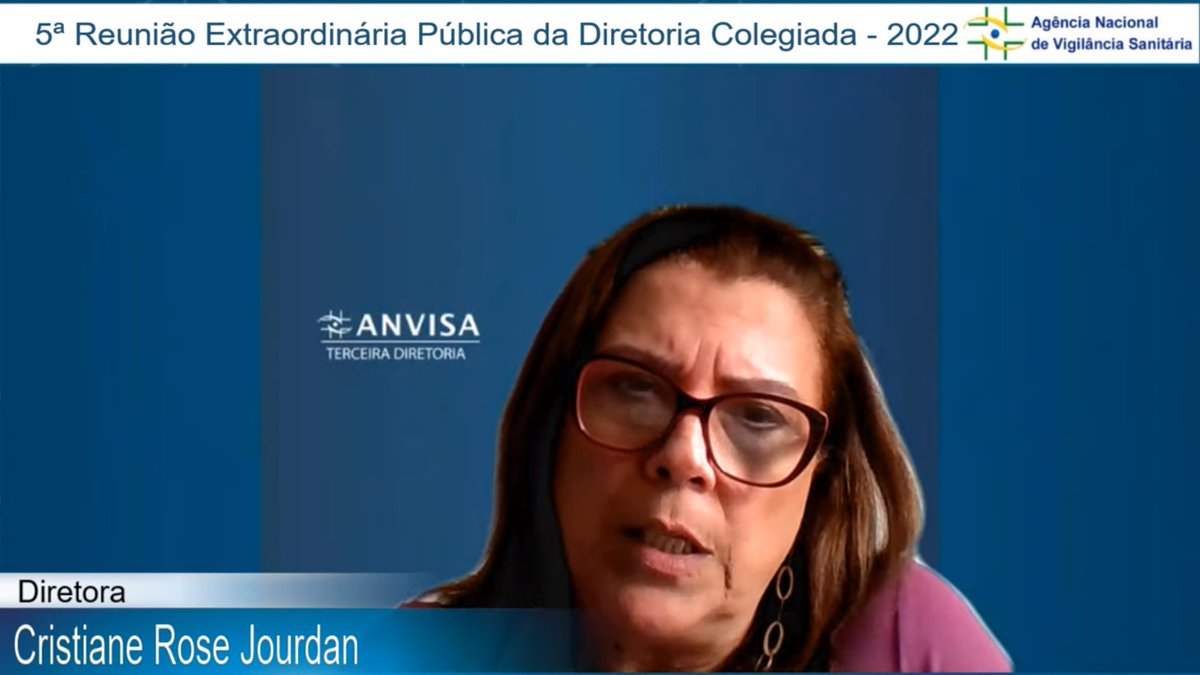 5ª Reunião Extraordinária Pública da Diretoria Colegiada - 2022
Agência Nacional
de Vigilância Sanitária
ANVISA
TERCEIRA DIRETORIA
Diretora
Cristiane Rose Jourdan